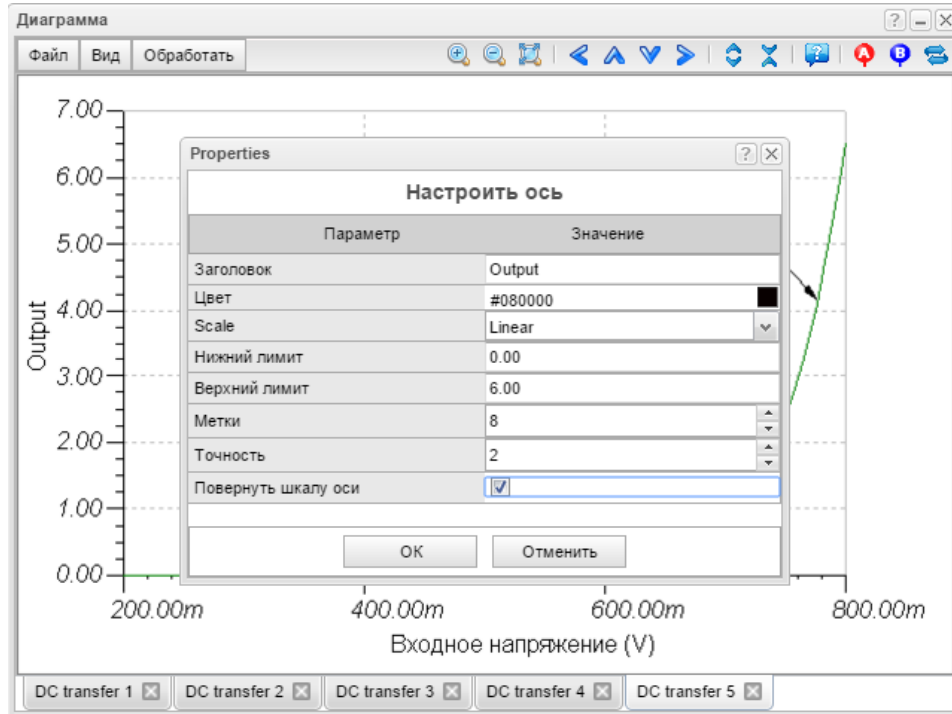 Диаграмма
Файл Вид Обработать A B
7.00
6.00
5.00
4.00
3.00
2.00
1.00
0.00
Output
Properties
Настроить ось
Параметр Значение
Заголовок Output
Цвет #080000
Scale Linear
Нижний лимит 0.00
Верхний лимит 6.00
Метки 8
Точность 2
Повернуть шкалу оси
ОК Отменить
200.00m 400.00m 600.00m 800.00m
Входное напряжение (V)
DC transfer 1 DC transfer 2 DC transfer 3 DC transfer 4 DC transfer 5